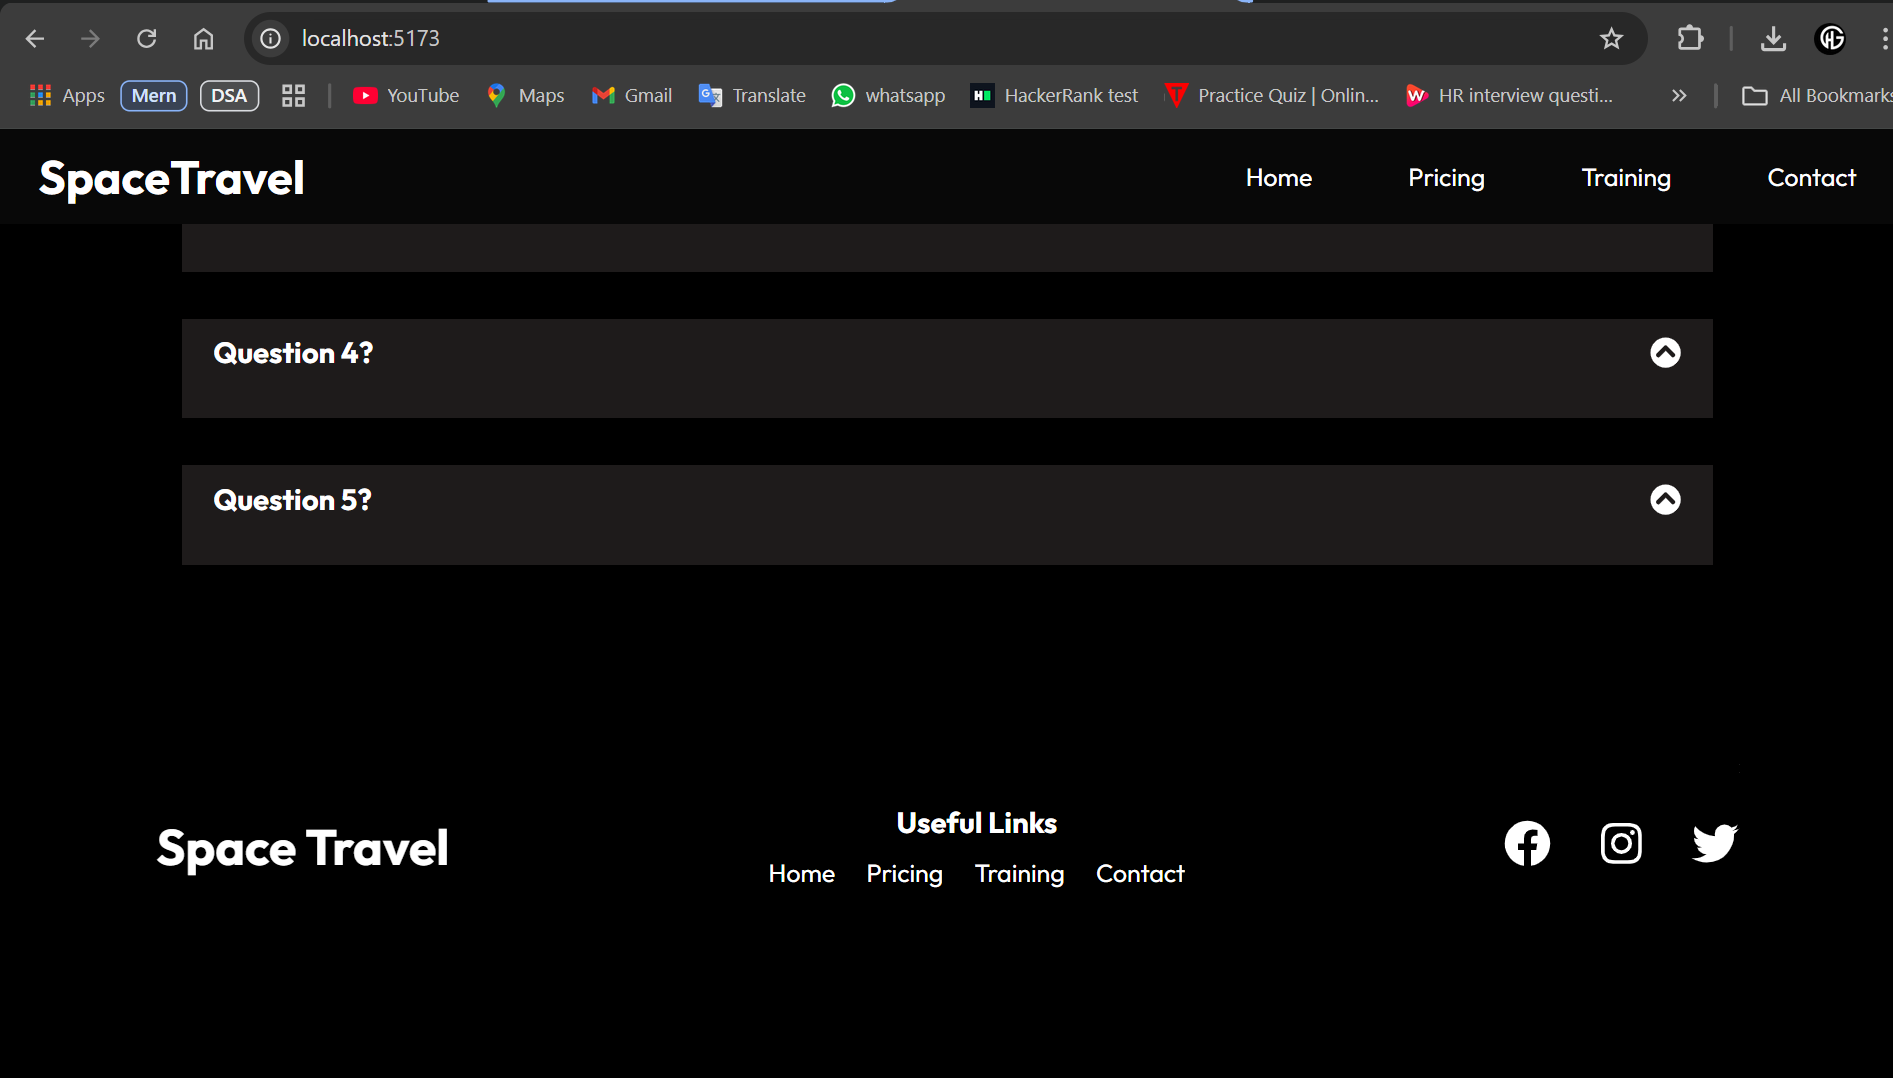 localhost:5173
Apps Mern DSA YouTube Maps Gmail Translate whatsapp HackerRank test Practice Quiz | Onlin... HR interview questi... All Bookmarks
SpaceTravel Home Pricing Training Contact
Question 4?
Question 5?
Useful Links
Space Travel
Home Pricing Training Contact